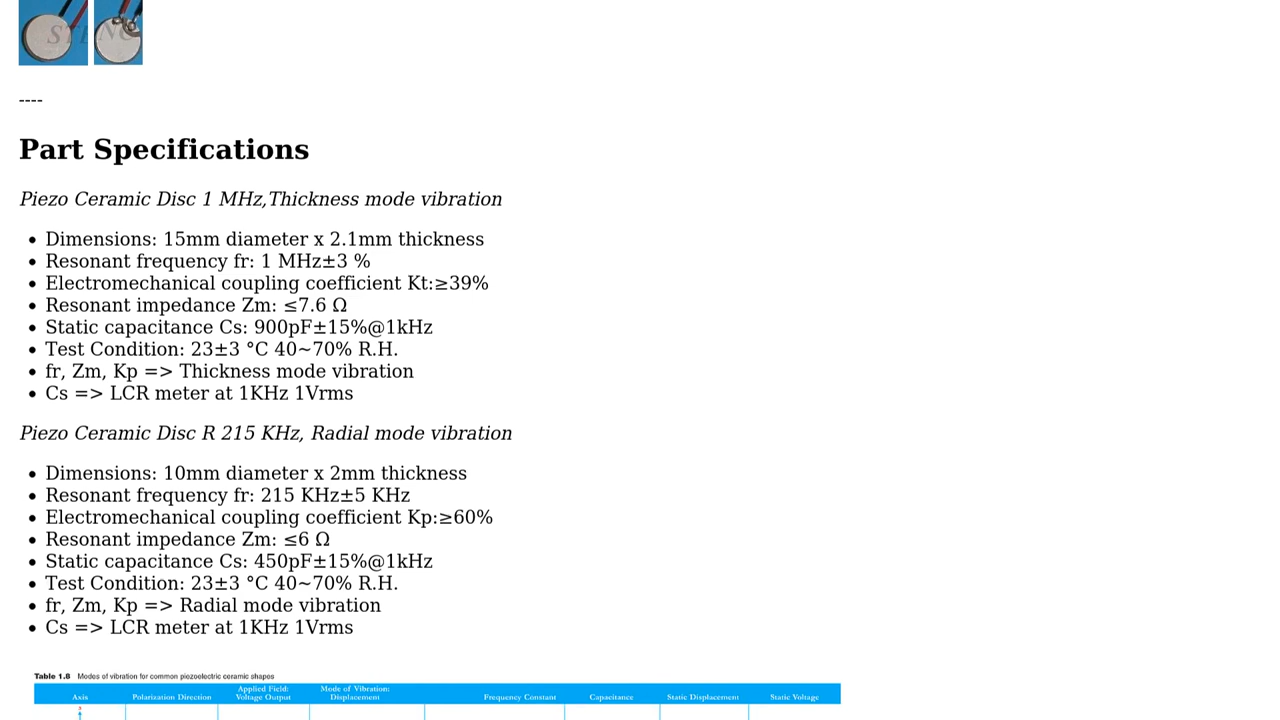 ----
Part Specifications
Piezo Ceramic Disc 1 MHz,Thickness mode vibration
Dimensions: 15mm diameter x 2.1mm thickness
Resonant frequency fr: 1 MHz±3 %
Electromechanical coupling coefficient Kt:≥39%
Resonant impedance Zm: ≤7.6 Ω
Static capacitance Cs: 900pF±15%@1kHz
Test Condition: 23±3 °C 40~70% R.H.
fr, Zm, Kp => Thickness mode vibration
Cs => LCR meter at 1KHz 1Vrms
Piezo Ceramic Disc R 215 KHz, Radial mode vibration
Dimensions: 10mm diameter x 2mm thickness
Resonant frequency fr: 215 KHz±5 KHz
Electromechanical coupling coefficient Kp:≥60%
Resonant impedance Zm: ≤6 Ω
Static capacitance Cs: 450pF±15%@1kHz
Test Condition: 23±3 °C 40~70% R.H.
fr, Zm, Kp => Radial mode vibration
Cs => LCR meter at 1KHz 1Vrms
Table 1.8 Modes of vibration for common piezoelectric ceramic shapes
Axis Polarization Direction Applied Field: Voltage Output Mode of Vibration: Displacement Frequency Constant Capacitance Static Displacement Static Voltage
3